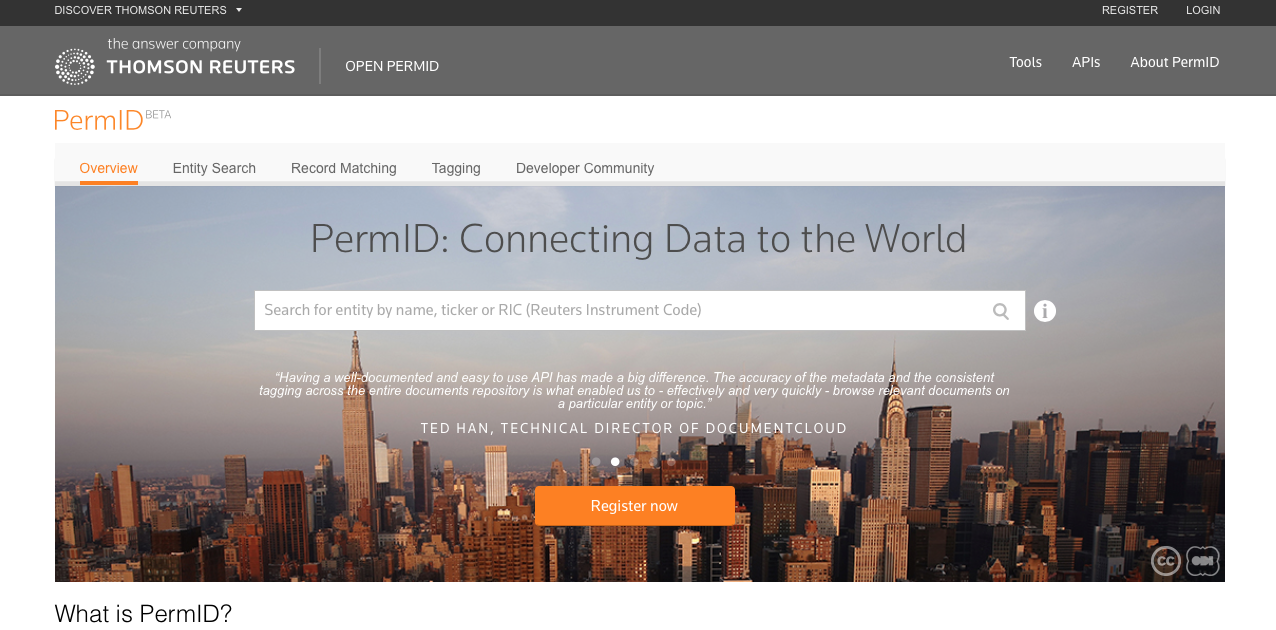 DISCOVER THOMSON REUTERS
REGISTER
LOGIN
the answer company
THOMSON REUTERS
OPEN PERMID
Tools
APIs
About PermID
PermID BETA
Overview
Entity Search
Record Matching
Tagging
Developer Community
PermID: Connecting Data to the World
Search for entity by name, ticker or RIC (Reuters Instrument Code)
i
“Having a well-documented and easy to use API has made a big difference. The accuracy of the metadata and the consistent
tagging across the entire documents repository is what enabled us to - effectively and very quickly - browse relevant documents on
a particular entity or topic.”
TED HAN, TECHNICAL DIRECTOR OF DOCUMENTCLOUD
Register now
cc
What is PermID?